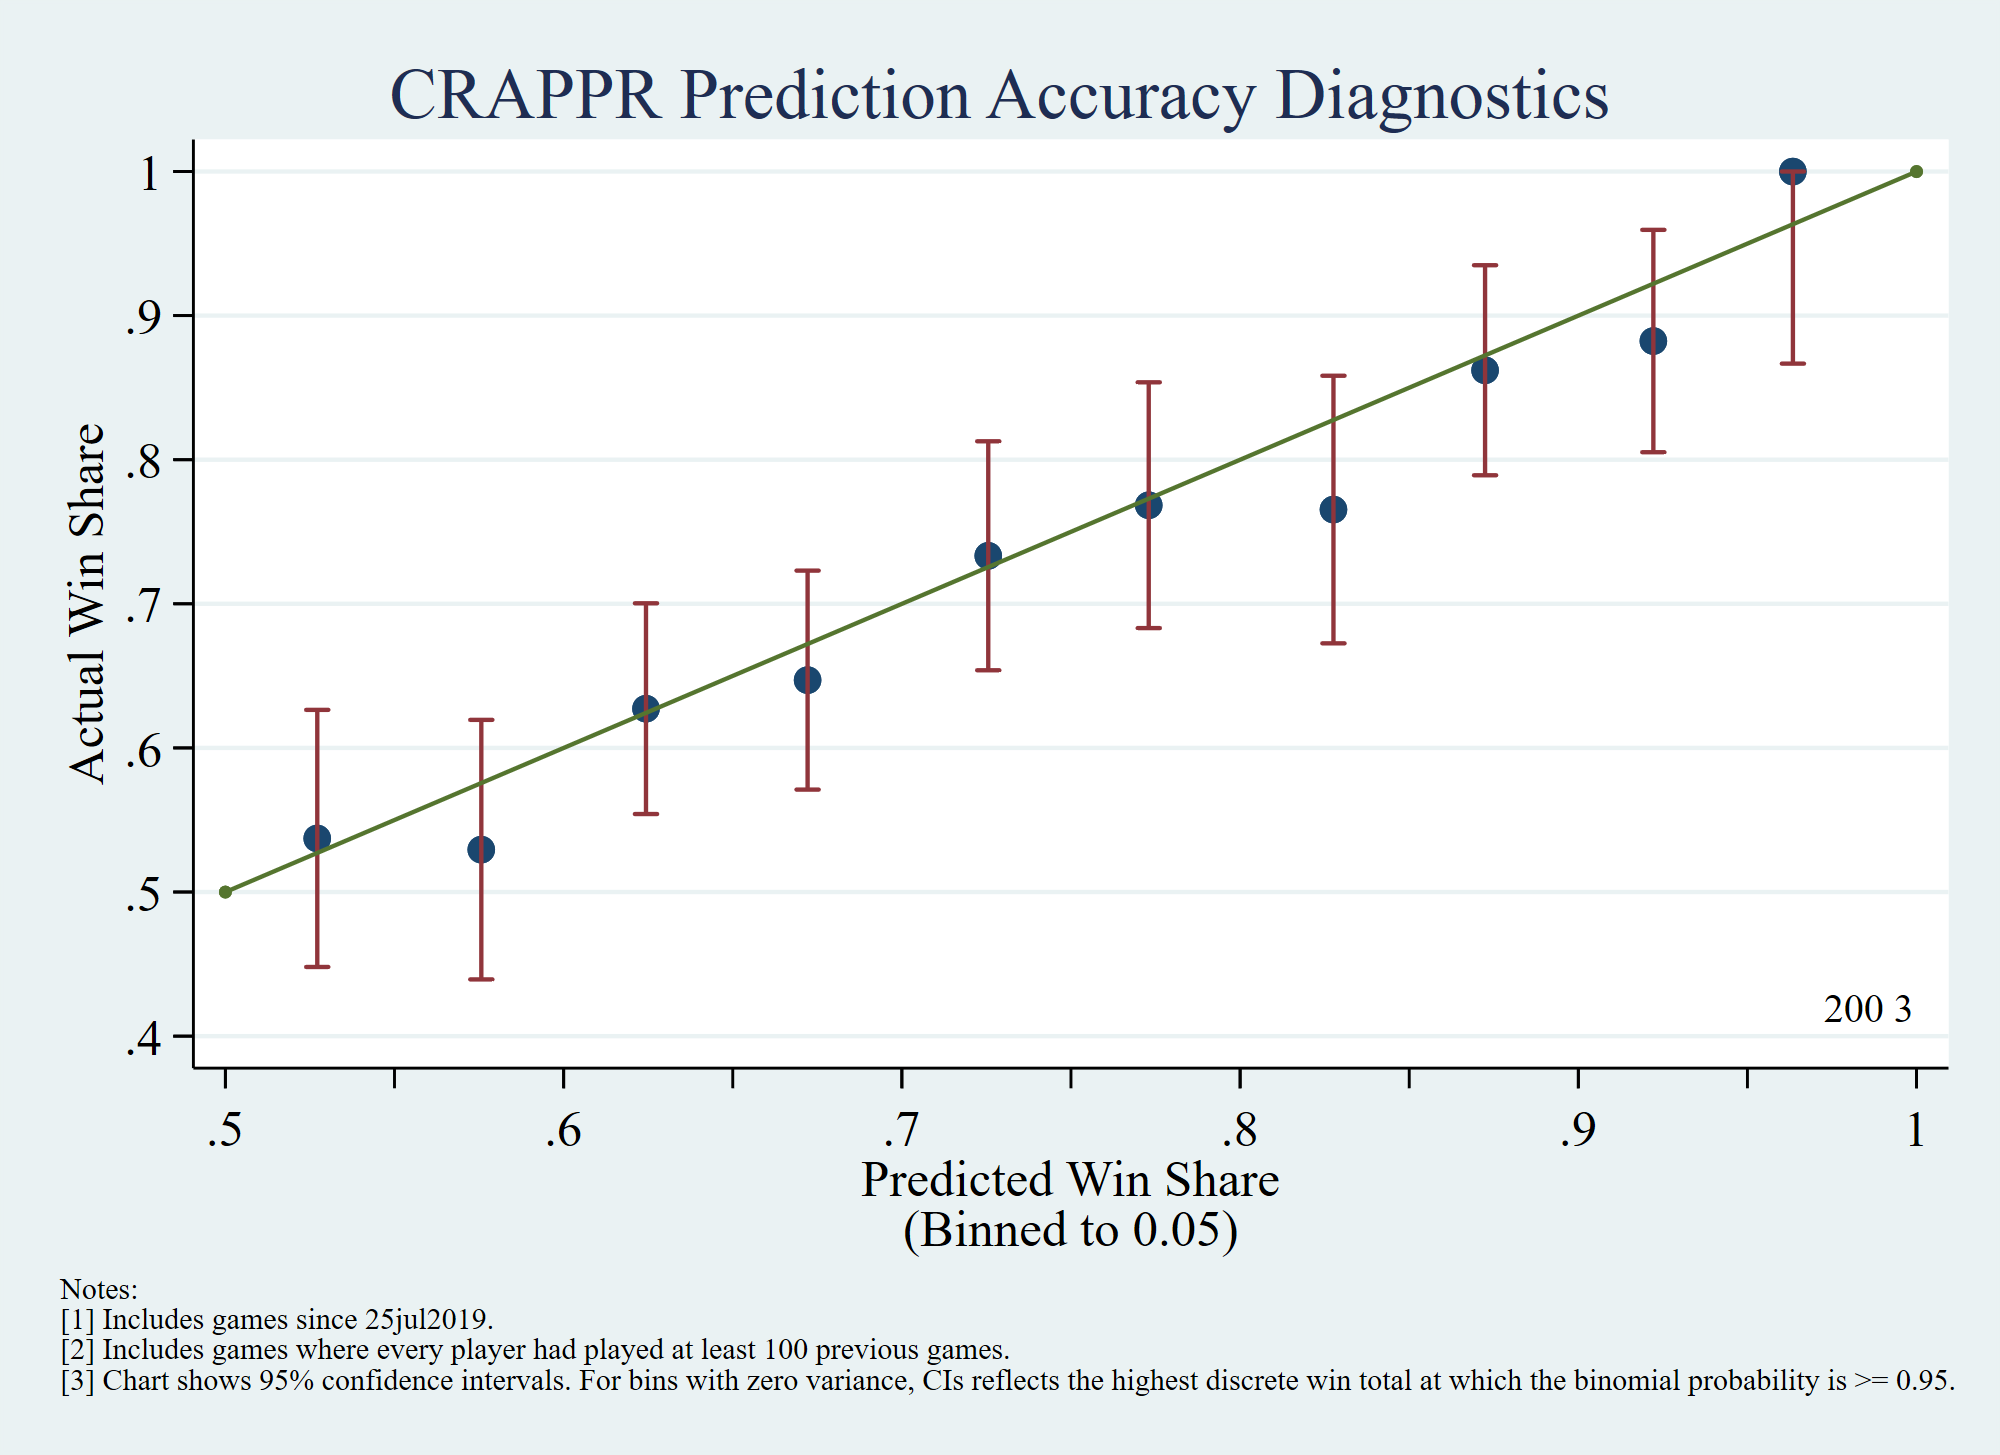 CRAPPR Prediction Accuracy Diagnostics
1
.9
.8
.7
.6
.5
.4
Actual Win Share
200 3
.5 .6 .7 .8 .9 1
Predicted Win Share
(Binned to 0.05)
Notes:
[1] Includes games since 25jul2019.
[2] Includes games where every player had played at least 100 previous games.
[3] Chart shows 95% confidence intervals. For bins with zero variance, CIs reflects the highest discrete win total at which the binomial probability is >= 0.95.